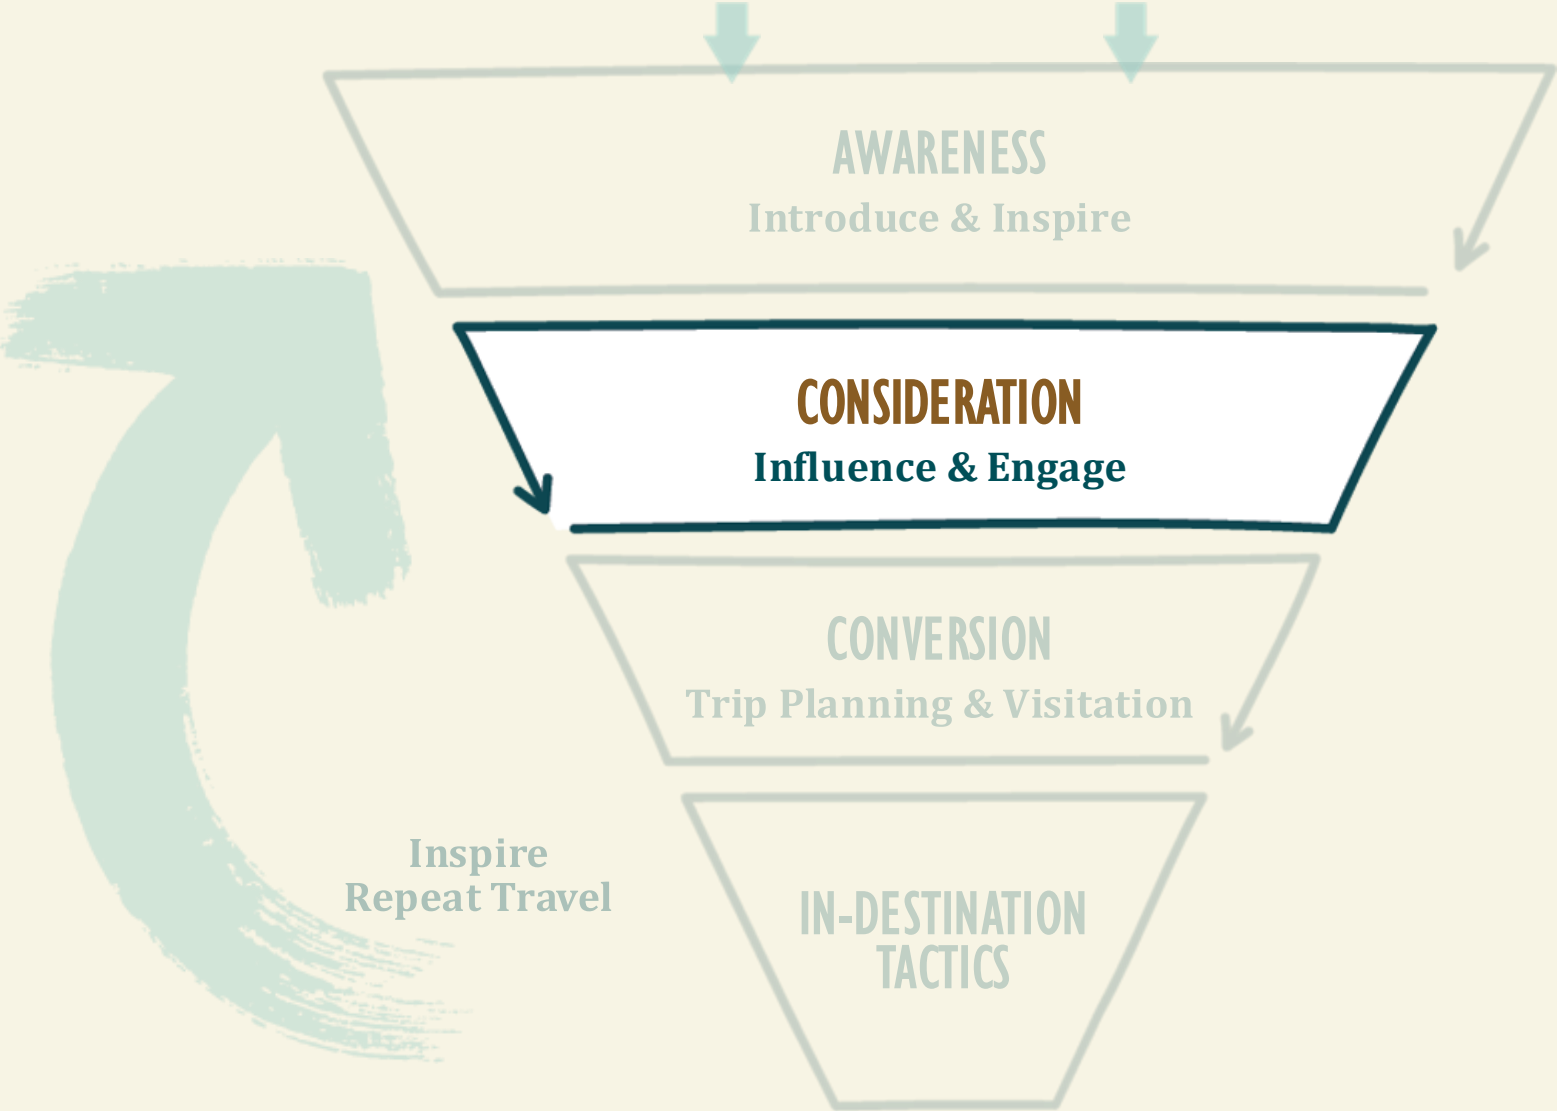 AWARENESS
Introduce & Inspire
CONSIDERATION
Influence & Engage
CONVERSION
Trip Planning & Visitation
Inspire
Repeat Travel
IN-DESTINATION
TACTICS